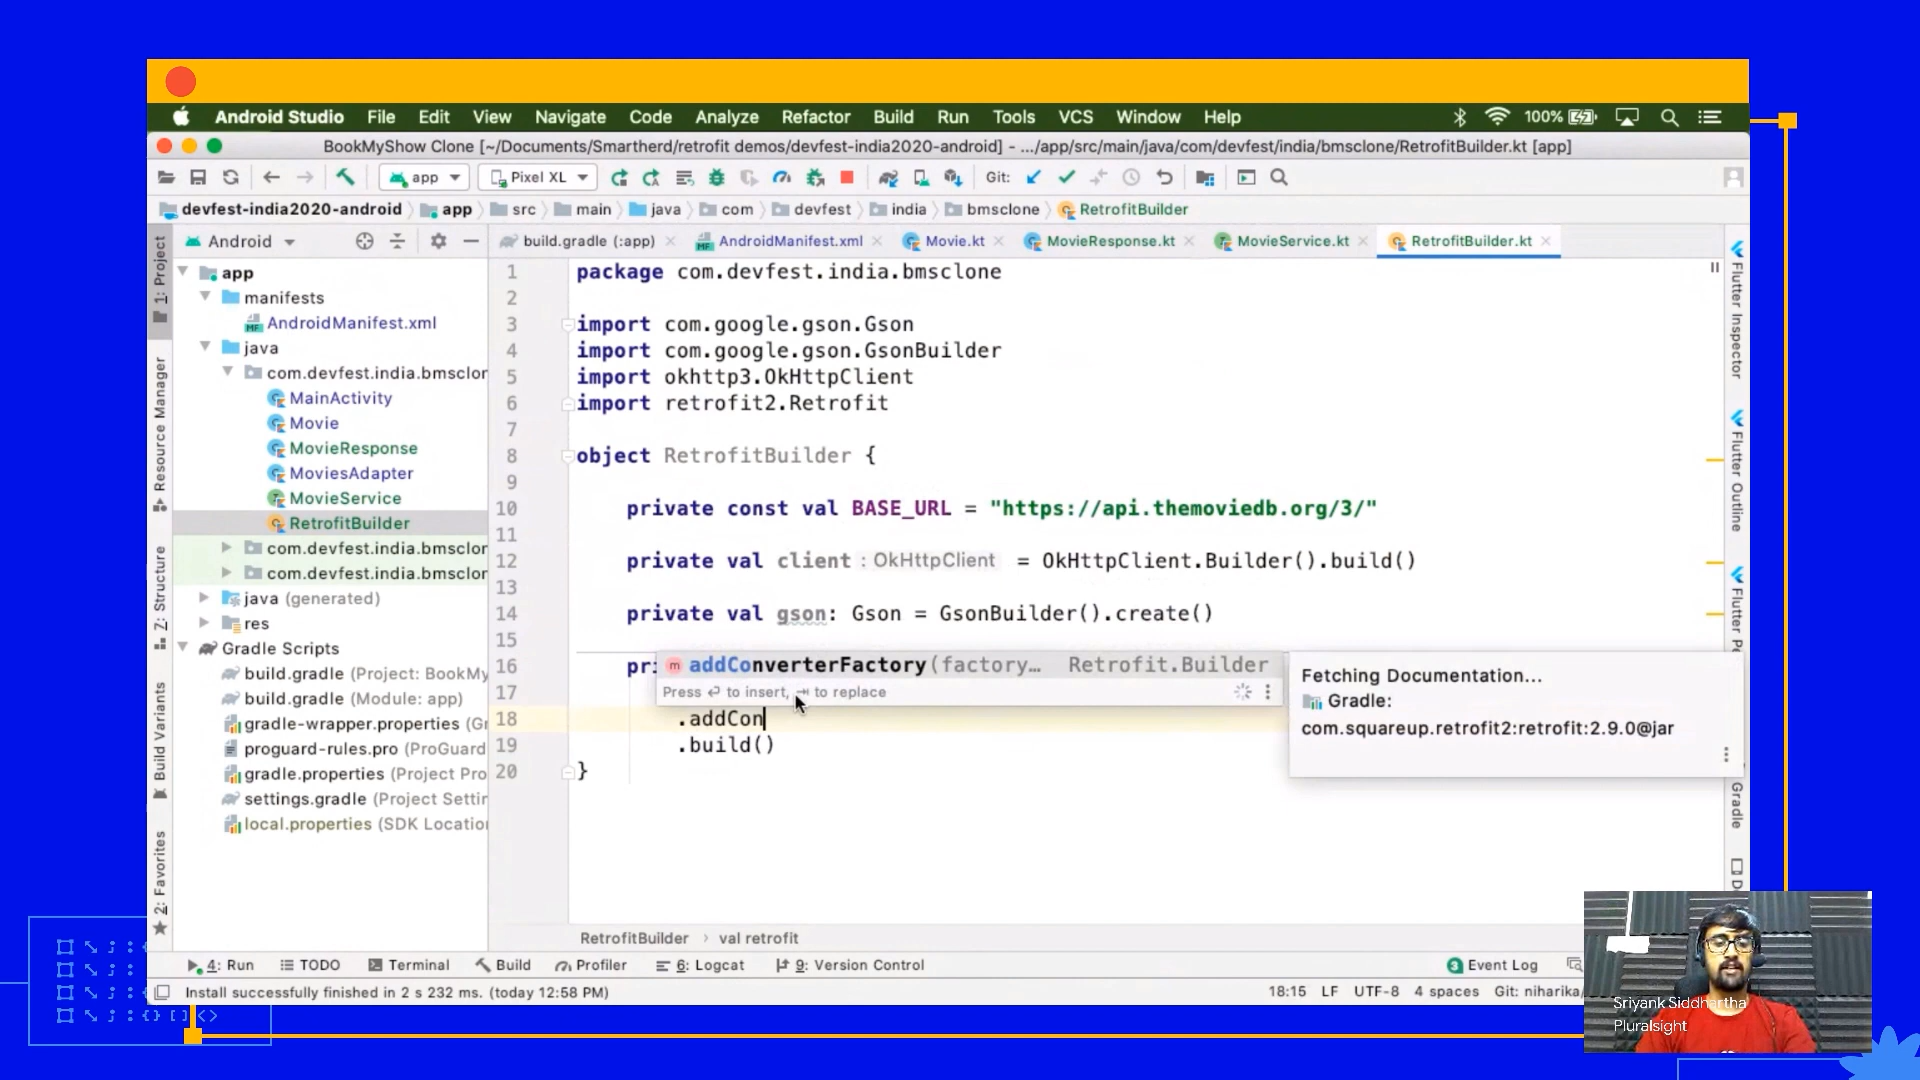 Android Studio File Edit View Navigate Code Analyze Refactor Build Run Tools VCS Window Help 100%
BookMyShow Clone [~/Documents/Smartherd/retrofit demos/devfest-india2020-android] - .../app/src/main/java/com/devfest/india/bmsclone/RetrofitBuilder.kt [app]
app Pixel XL Git:
devfest-india2020-android app src main java com devfest india bmsclone RetrofitBuilder
Android
build.gradle (:app) AndroidManifest.xml Movie.kt MovieResponse.kt MovieService.kt RetrofitBuilder.kt
1: Project
Resource Manager
Z: Structure
Build Variants
2: Favorites
app
manifests
AndroidManifest.xml
java
com.devfest.india.bmsclor
MainActivity
Movie
MovieResponse
MoviesAdapter
MovieService
RetrofitBuilder
com.devfest.india.bmsclor
com.devfest.india.bmsclor
java (generated)
res
Gradle Scripts
build.gradle (Project: BookMy
build.gradle (Module: app)
gradle-wrapper.properties (Gr
proguard-rules.pro (ProGuard
gradle.properties (Project Pro
settings.gradle (Project Settir
local.properties (SDK Locatio
1 package com.devfest.india.bmsclone
2
3 import com.google.gson.Gson
4 import com.google.gson.GsonBuilder
5 import okhttp3.OkHttpClient
6 import retrofit2.Retrofit
7
8 object RetrofitBuilder {
9
10 private const val BASE_URL = "https://api.themoviedb.org/3/"
11
12 private val client : OkHttpClient = OkHttpClient.Builder().build()
13
14 private val gson: Gson = GsonBuilder().create()
15
16 pri
addConverterFactory(factory… Retrofit.Builder
17
Press ⏎ to insert, ⇥ to replace
18 .addCon
19 .build()
20 }
Fetching Documentation...
Gradle:
com.squareup.retrofit2:retrofit:2.9.0@jar
Flutter Inspector
Flutter Outline
Flutter Pe
Gradle
RetrofitBuilder › val retrofit
4: Run TODO Terminal Build Profiler 6: Logcat 9: Version Control 3 Event Log
Install successfully finished in 2 s 232 ms. (today 12:58 PM) 18:15 LF UTF-8 4 spaces Git: niharika/
Sriyank Siddhartha
Pluralsight